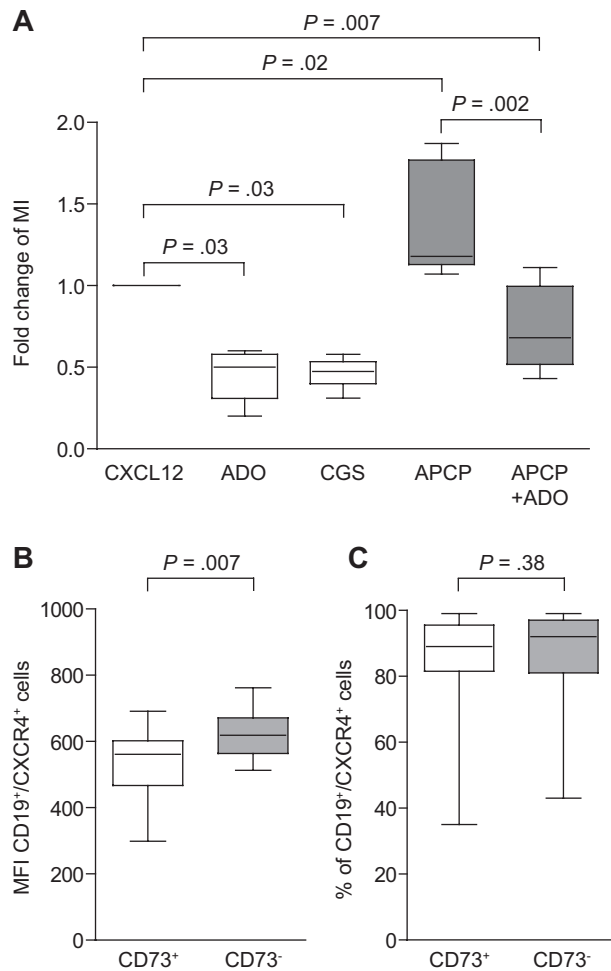 A
P = .007
P = .02
P = .002
P = .03
P = .03
Fold change of MI
2.0
1.5
1.0
0.5
0.0
CXCL12 ADO CGS APCP APCP
+ADO
B
P = .007
MFI CD19⁺/CXCR4⁺ cells
1000
800
600
400
200
0
CD73⁺ CD73⁻
C
P = .38
% of CD19⁺/CXCR4⁺ cells
100
80
60
40
20
0
CD73⁺ CD73⁻